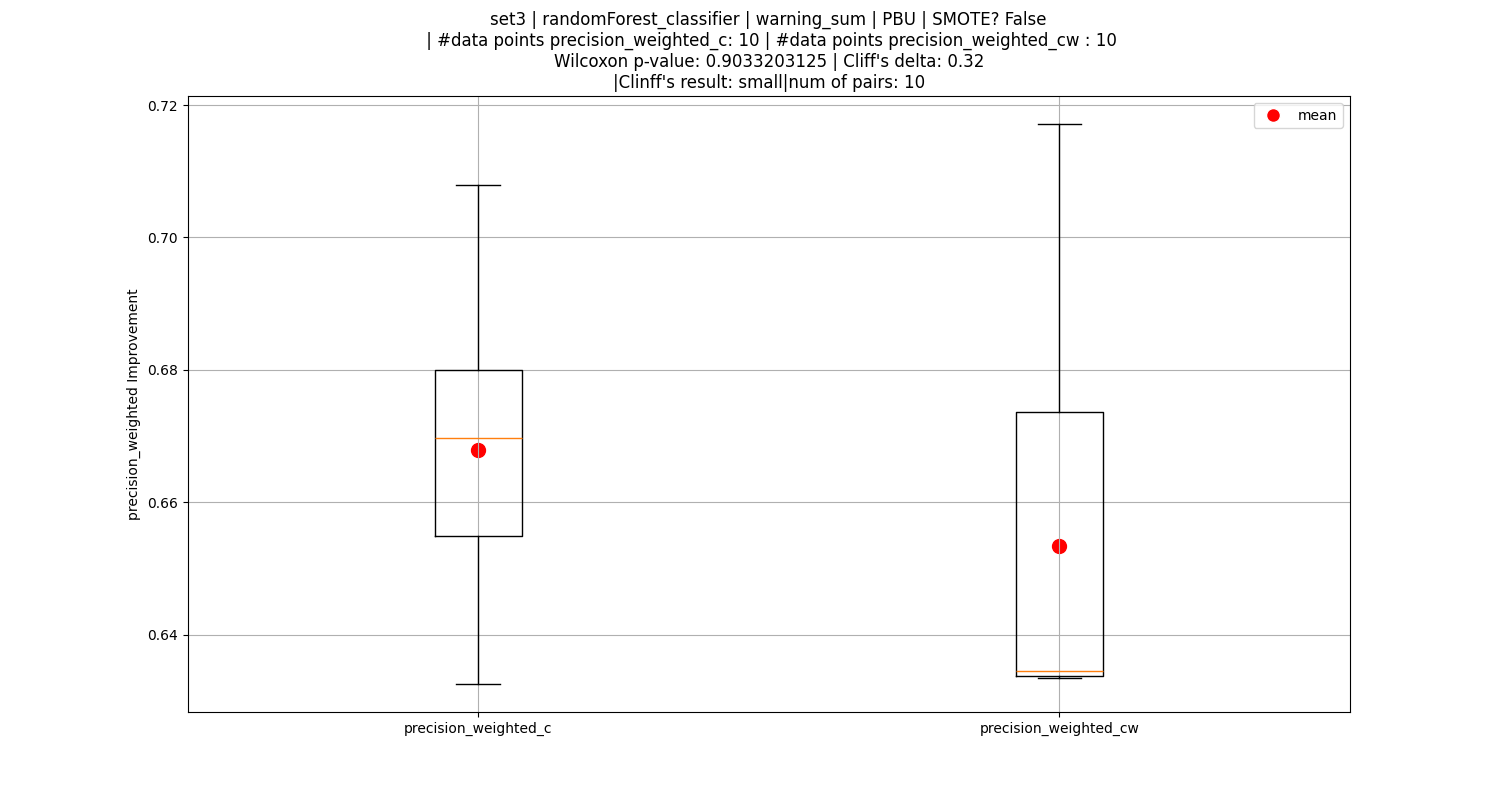 set3 | randomForest_classifier | warning_sum | PBU | SMOTE? False
| #data points precision_weighted_c: 10 | #data points precision_weighted_cw : 10
Wilcoxon p-value: 0.9033203125 | Cliff's delta: 0.32
|Clinff's result: small|num of pairs: 10
mean
0.72
0.70
0.68
0.66
0.64
precision_weighted Improvement
precision_weighted_c
precision_weighted_cw